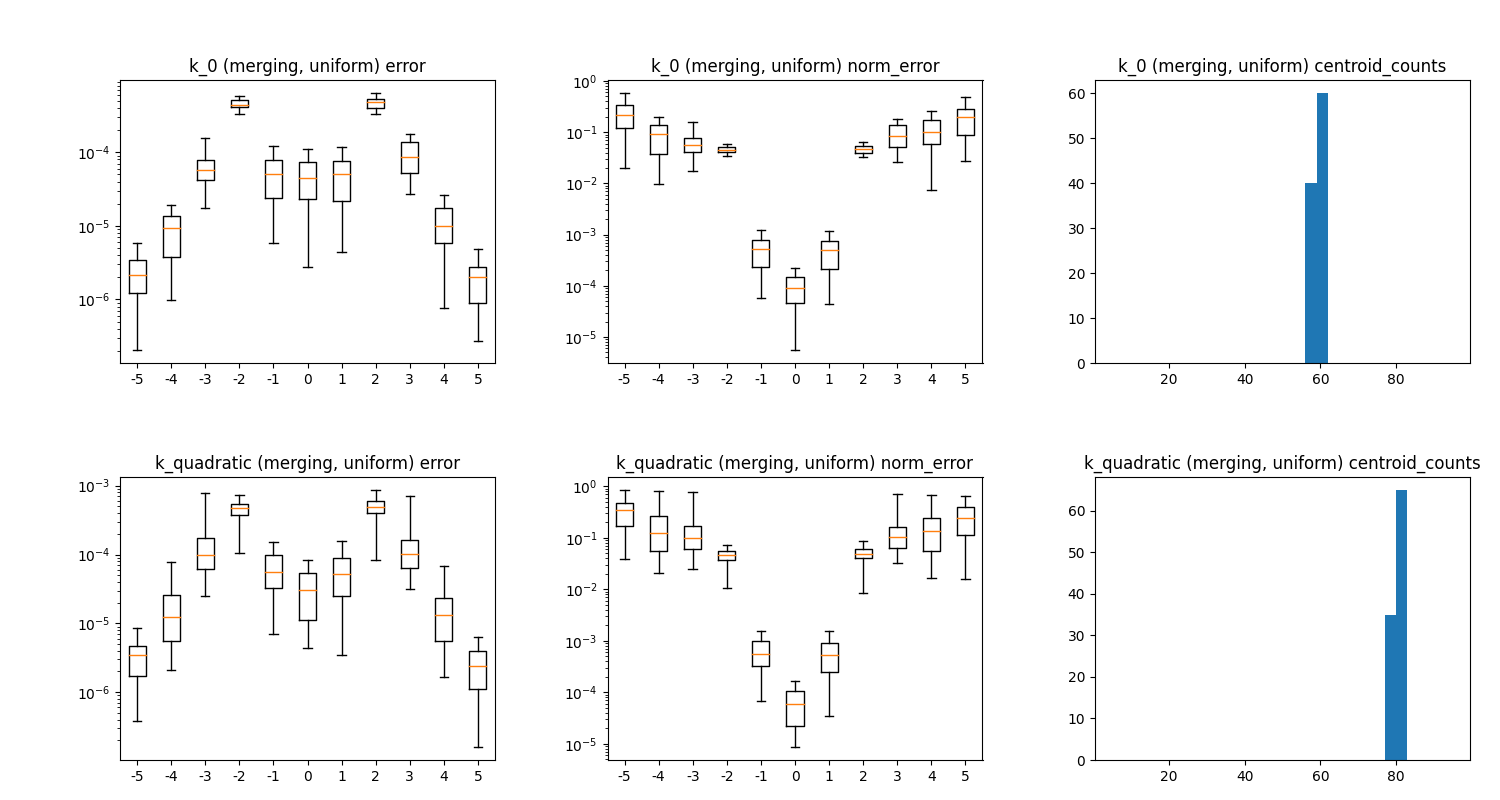 k_0 (merging, uniform) error
10⁻⁴
10⁻⁵
10⁻⁶
-5 -4 -3 -2 -1 0 1 2 3 4 5
k_0 (merging, uniform) norm_error
10⁰
10⁻¹
10⁻²
10⁻³
10⁻⁴
10⁻⁵
-5 -4 -3 -2 -1 0 1 2 3 4 5
k_0 (merging, uniform) centroid_counts
60
50
40
30
20
10
0
20 40 60 80
k_quadratic (merging, uniform) error
10⁻³
10⁻⁴
10⁻⁵
10⁻⁶
-5 -4 -3 -2 -1 0 1 2 3 4 5
k_quadratic (merging, uniform) norm_error
10⁰
10⁻¹
10⁻²
10⁻³
10⁻⁴
10⁻⁵
-5 -4 -3 -2 -1 0 1 2 3 4 5
k_quadratic (merging, uniform) centroid_counts
60
50
40
30
20
10
0
20 40 60 80